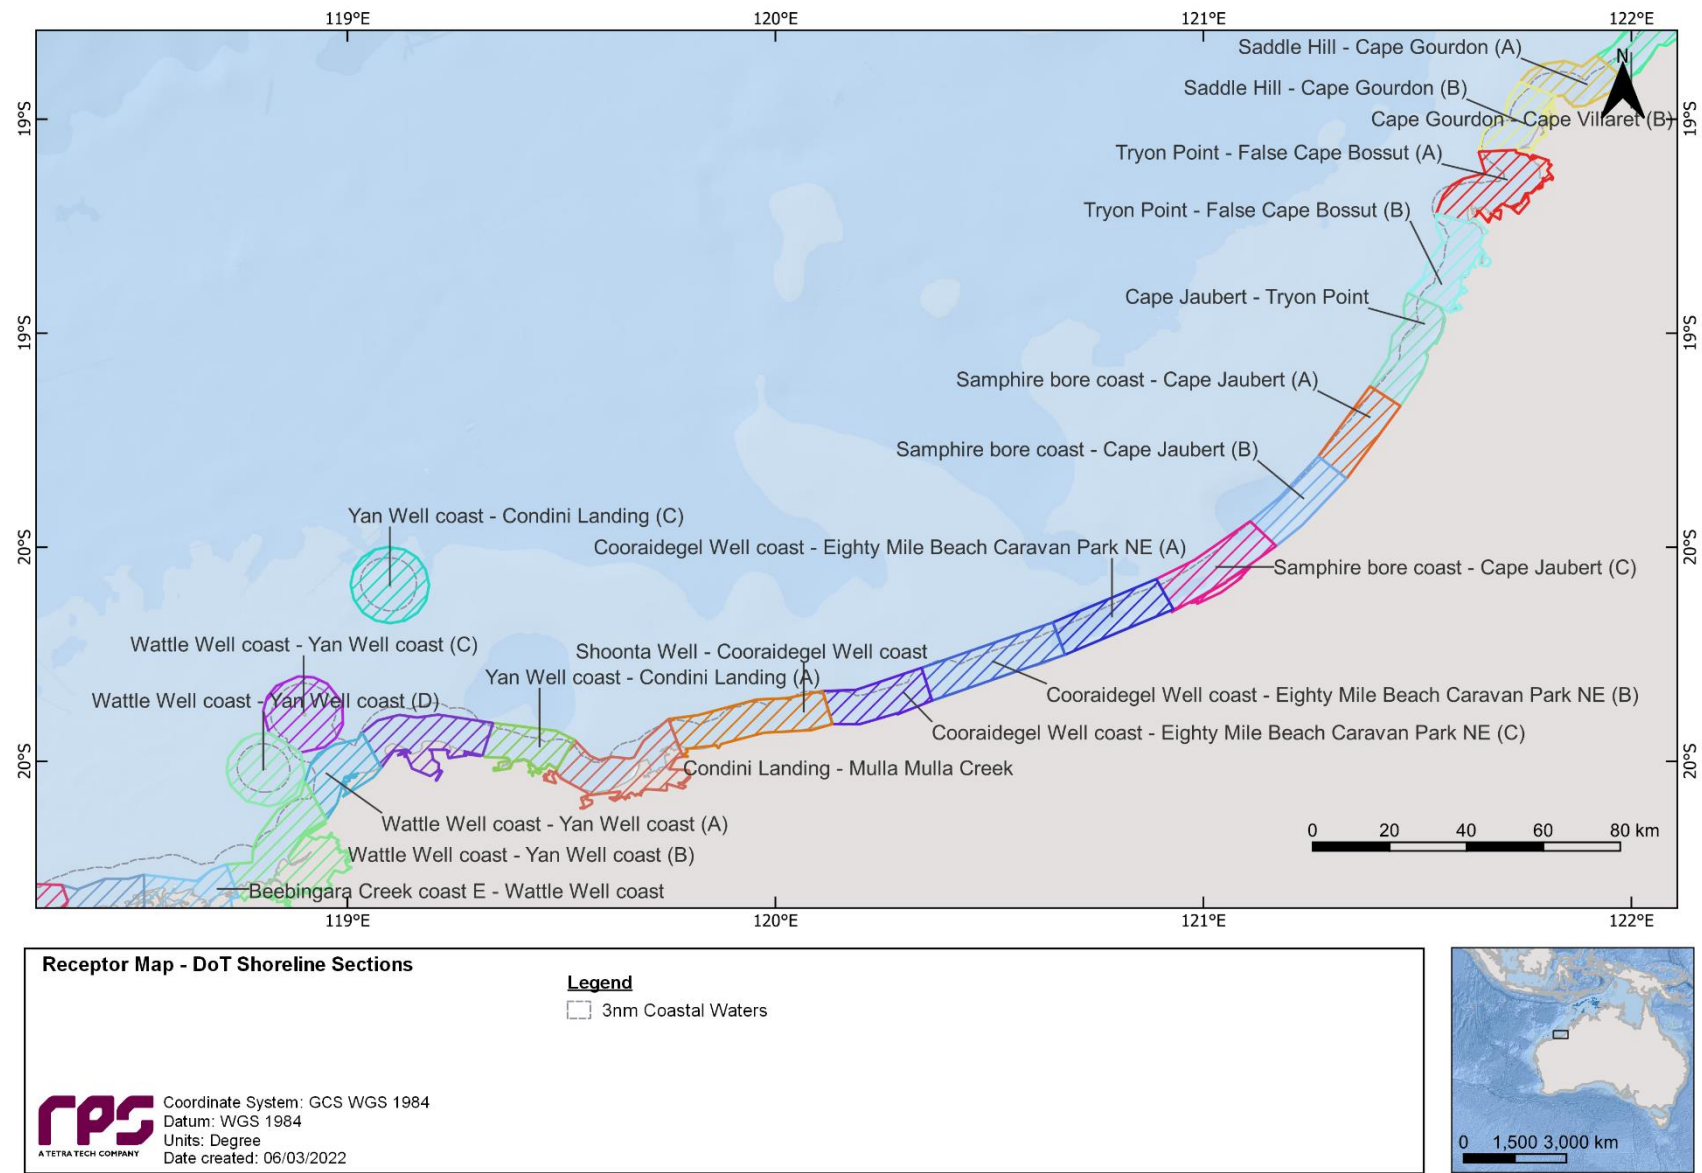 119°E
120°E
121°E
122°E
Saddle Hill - Cape Gourdon (A)
N
Saddle Hill - Cape Gourdon (B)
19°S
Cape Gourdon - Cape Villaret (B)
19°S
Tryon Point - False Cape Bossut (A)
Tryon Point - False Cape Bossut (B)
Cape Jaubert - Tryon Point
19°S
19°S
Samphire bore coast - Cape Jaubert (A)
Samphire bore coast - Cape Jaubert (B)
Yan Well coast - Condini Landing (C)
20°S
Cooraidegel Well coast - Eighty Mile Beach Caravan Park NE (A)
20°S
Samphire bore coast - Cape Jaubert (C)
Wattle Well coast - Yan Well coast (C)
Shoonta Well - Cooraidegel Well coast
Yan Well coast - Condini Landing (A)
Cooraidegel Well coast - Eighty Mile Beach Caravan Park NE (B)
Wattle Well coast - Yan Well coast (D)
Cooraidegel Well coast - Eighty Mile Beach Caravan Park NE (C)
20°S
Condini Landing - Mulla Mulla Creek
20°S
Wattle Well coast - Yan Well coast (A)
0 20 40 60 80 km
Wattle Well coast - Yan Well coast (B)
Beebingara Creek coast E - Wattle Well coast
119°E
120°E
121°E
122°E
Receptor Map - DoT Shoreline Sections
Legend
3nm Coastal Waters
rps
A TETRA TECH COMPANY
Coordinate System: GCS WGS 1984
Datum: WGS 1984
Units: Degree
Date created: 06/03/2022
0 1,500 3,000 km